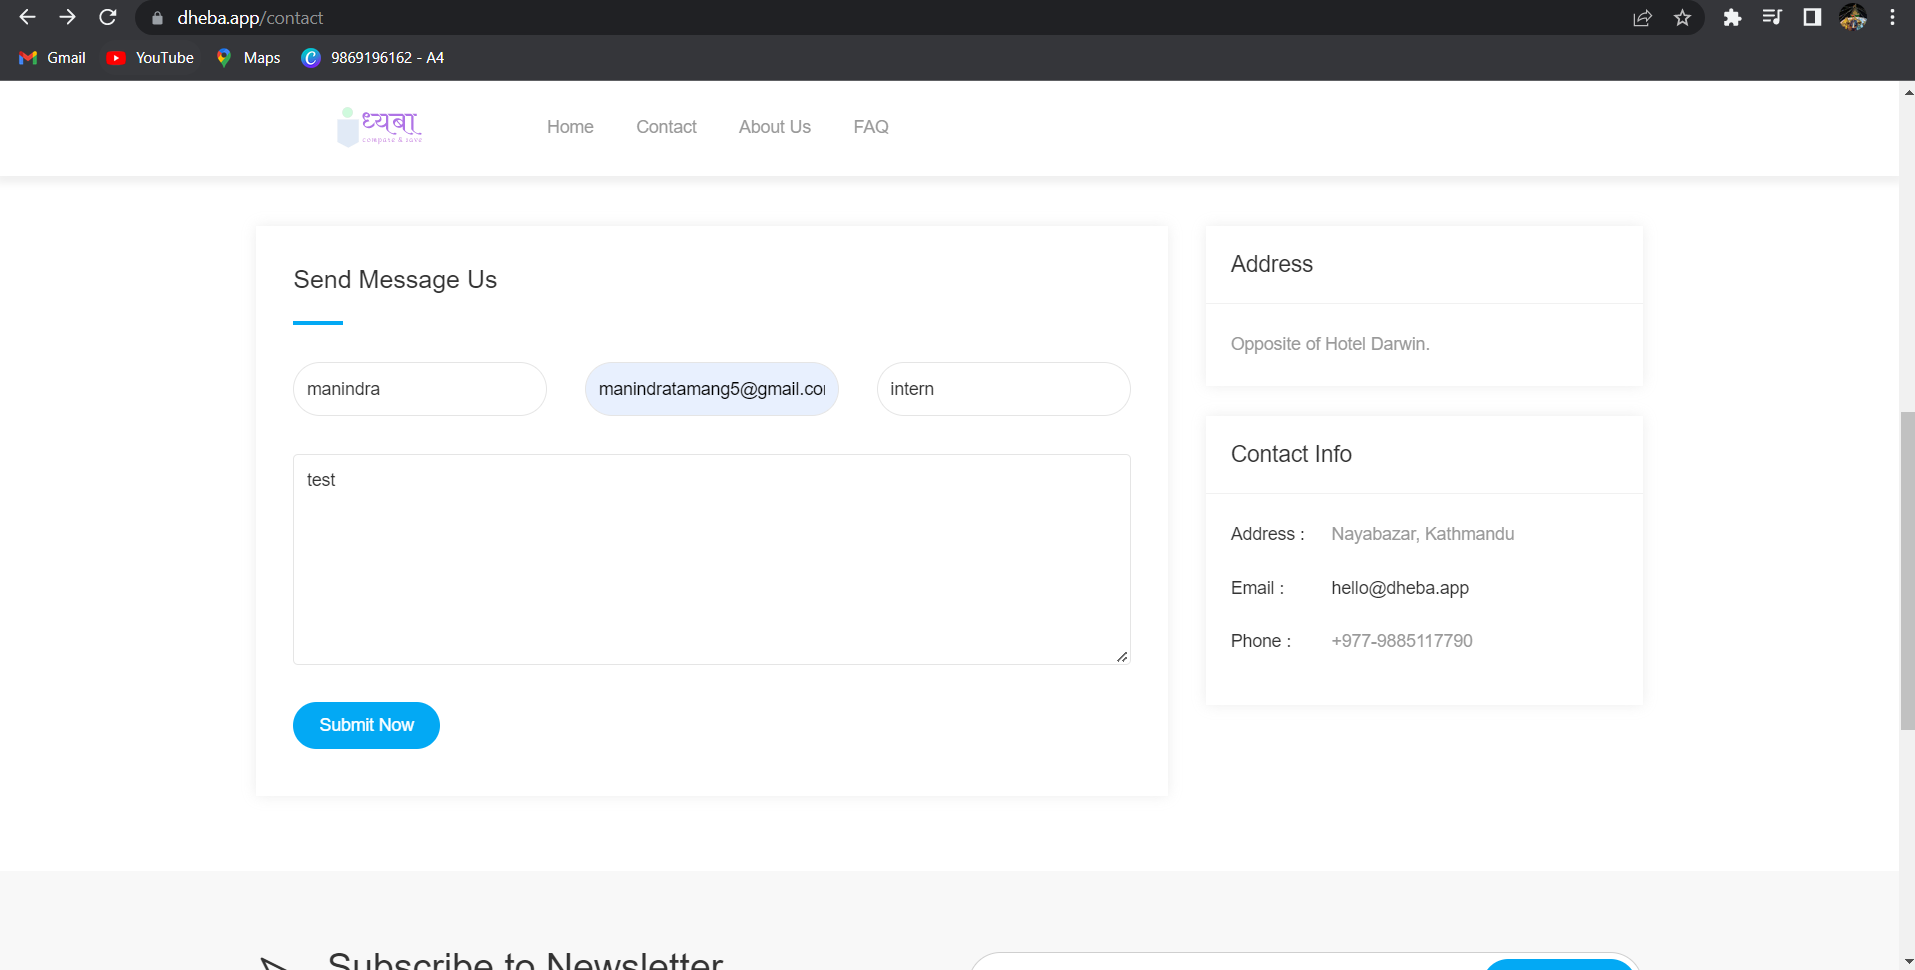 dheba.app/contact
Gmail YouTube Maps 9869196162 - A4
ध्यबा
compare & save
Home Contact About Us FAQ
Send Message Us
manindra manindratamang5@gmail.co intern
test
Submit Now
Address
Opposite of Hotel Darwin.
Contact Info
Address : Nayabazar, Kathmandu
Email : hello@dheba.app
Phone : +977-9885117790
Subscribe to Newsletter